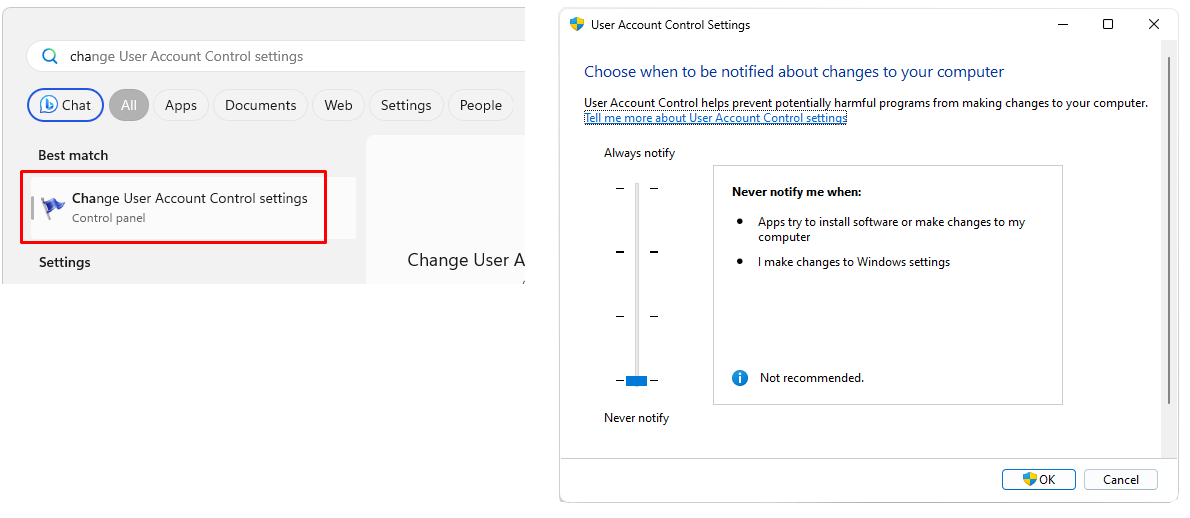 change User Account Control settings
Chat
All
Apps
Documents
Web
Settings
People
Best match
Change User Account Control settings
Control panel
Settings
Change User A
User Account Control Settings
Choose when to be notified about changes to your computer
User Account Control helps prevent potentially harmful programs from making changes to your computer.
Tell me more about User Account Control settings
Always notify
Never notify me when:
Apps try to install software or make changes to my
computer
I make changes to Windows settings
Not recommended.
Never notify
OK
Cancel